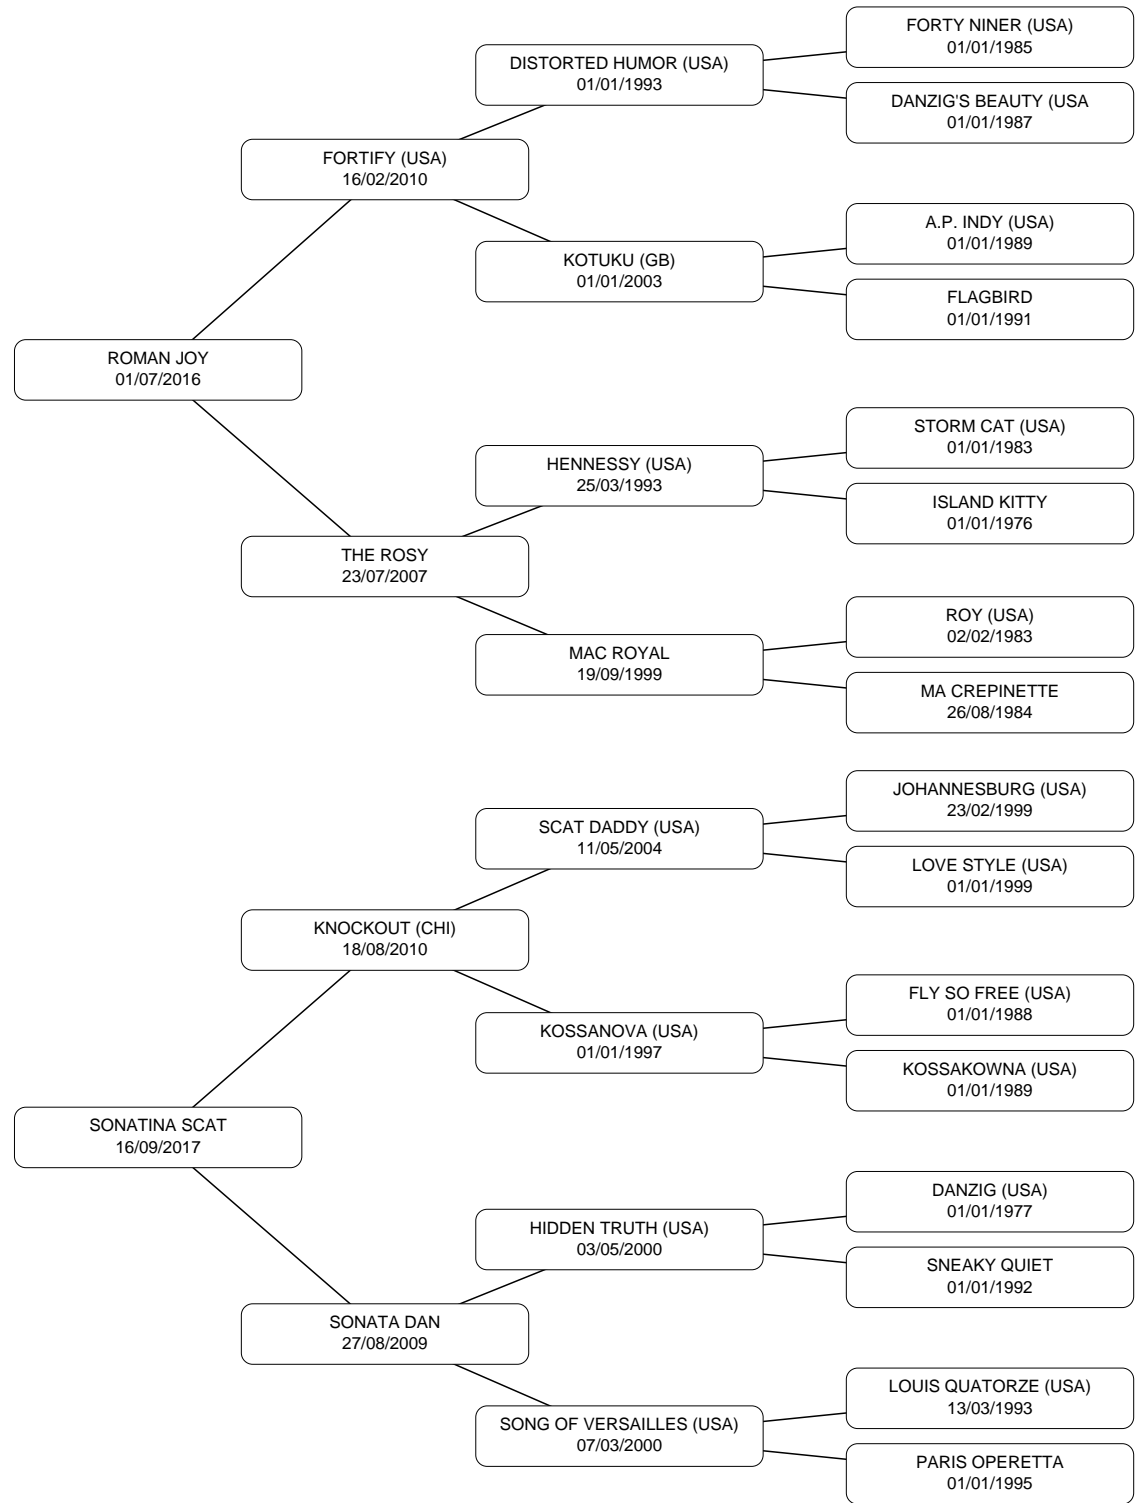 FORTY NINER (USA)
01/01/1985
DISTORTED HUMOR (USA)
01/01/1993
DANZIG'S BEAUTY (USA
01/01/1987
FORTIFY (USA)
16/02/2010
A.P. INDY (USA)
01/01/1989
KOTUKU (GB)
01/01/2003
FLAGBIRD
01/01/1991
ROMAN JOY
01/07/2016
STORM CAT (USA)
01/01/1983
HENNESSY (USA)
25/03/1993
ISLAND KITTY
01/01/1976
THE ROSY
23/07/2007
ROY (USA)
02/02/1983
MAC ROYAL
19/09/1999
MA CREPINETTE
26/08/1984
JOHANNESBURG (USA)
23/02/1999
SCAT DADDY (USA)
11/05/2004
LOVE STYLE (USA)
01/01/1999
KNOCKOUT (CHI)
18/08/2010
FLY SO FREE (USA)
01/01/1988
KOSSANOVA (USA)
01/01/1997
KOSSAKOWNA (USA)
01/01/1989
SONATINA SCAT
16/09/2017
DANZIG (USA)
01/01/1977
HIDDEN TRUTH (USA)
03/05/2000
SNEAKY QUIET
01/01/1992
SONATA DAN
27/08/2009
LOUIS QUATORZE (USA)
13/03/1993
SONG OF VERSAILLES (USA)
07/03/2000
PARIS OPERETTA
01/01/1995